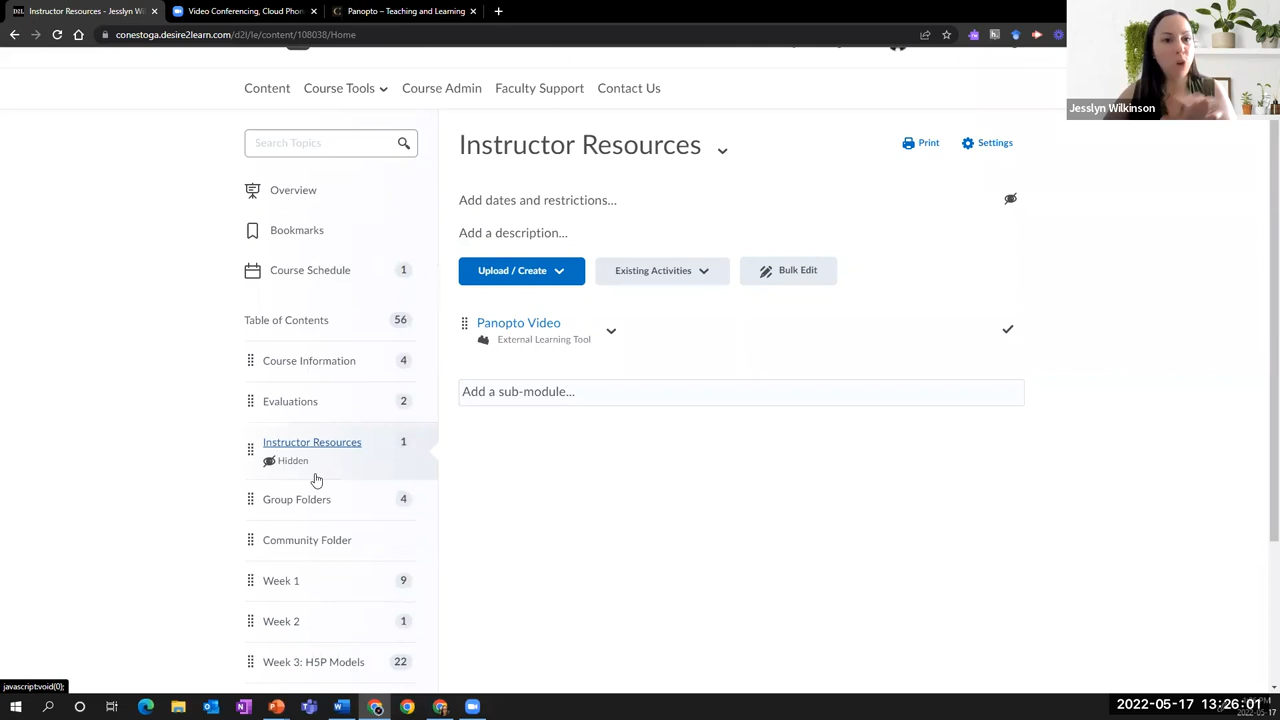 Instructor Resources - Jesslyn Wi
Video Conferencing, Cloud Phon
Panopto – Teaching and Learning
conestoga.desire2learn.com/d2l/le/content/108038/Home
Jesslyn Wilkinson
Content
Course Tools
Course Admin
Faculty Support
Contact Us
Search Topics
Overview
Bookmarks
Course Schedule 1
Table of Contents 56
Course Information 4
Evaluations 2
Instructor Resources 1
Hidden
Group Folders 4
Community Folder
Week 1 9
Week 2 1
Week 3: H5P Models 22
Instructor Resources
Print
Settings
Add dates and restrictions...
Add a description...
Upload / Create
Existing Activities
Bulk Edit
Panopto Video
External Learning Tool
Add a sub-module...
javascript:void(0);
2022-05-17 13:26:01